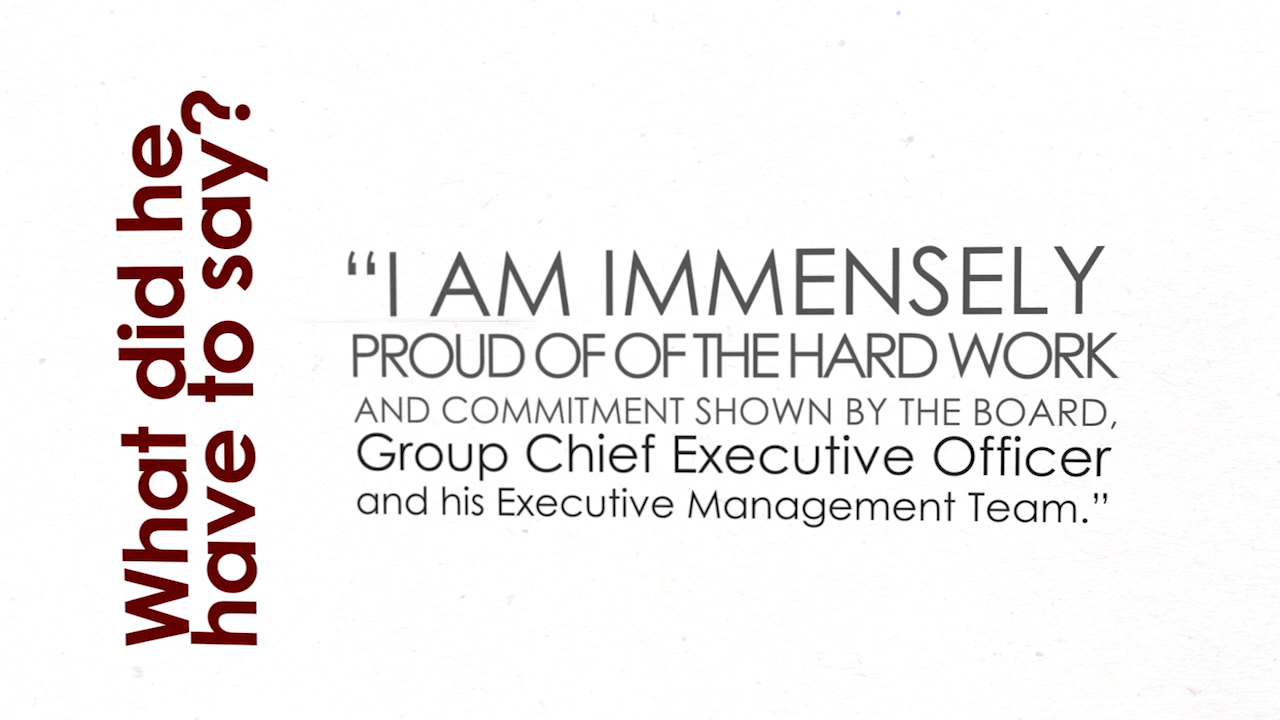 What did he
have to say?
“I AM IMMENSELY
PROUD OF OF THE HARD WORK
AND COMMITMENT SHOWN BY THE BOARD,
Group Chief Executive Officer
and his Executive Management Team.”